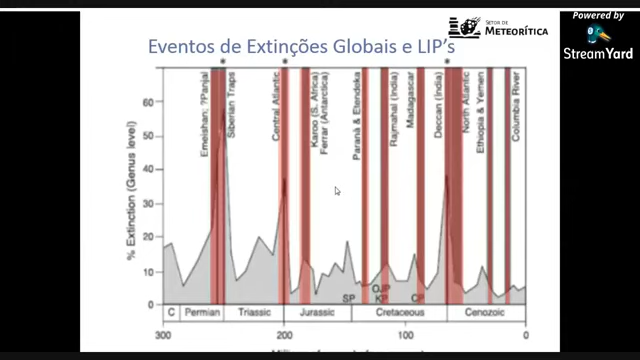 Powered by
StreamYard
SETOR DE
METEORÍTICA
Eventos de Extinções Globais e LIP's
* *
% Extinction (Genus level)
60
50
40
30
20
10
0
Emeishan; ?Panjal
Siberian Traps
Central Atlantic
Karoo (S. Africa)
Ferrar (Antarctica)
Paraná & Etendeka
Rajmahal (India)
Madagascar
Deccan (India)
North Atlantic
Ethiopia & Yemen
Columbia River
SP
OJP
KP
CP
C Permian Triassic Jurassic Cretaceous Cenozoic
300 200 100 0